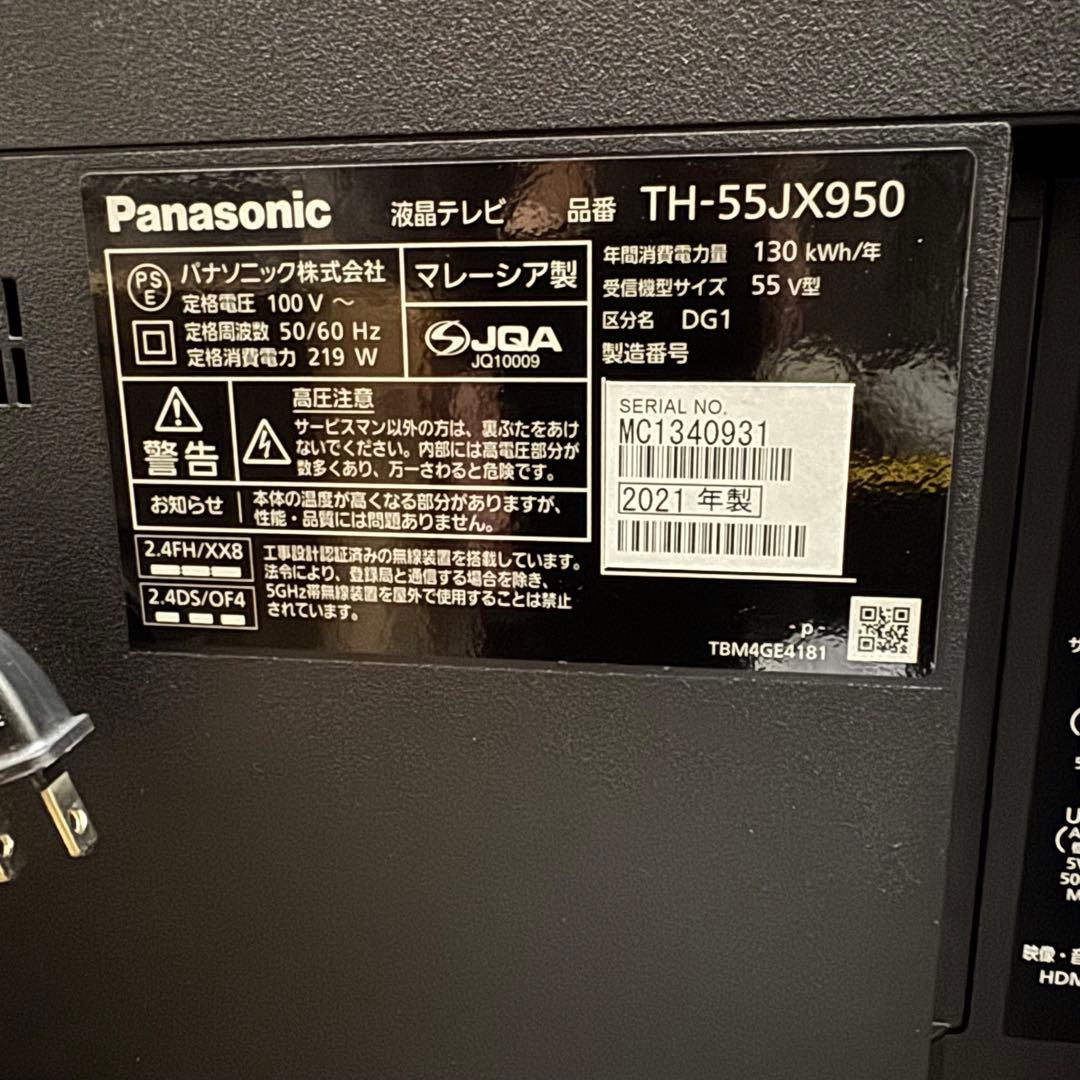 Panasonic 液晶テレビ 品番 TH-55JX950
PS
E
パナソニック株式会社
定格電圧 100 V ～
定格周波数 50/60 Hz
定格消費電力 219 W
マレーシア製
JQA
JQ10009
年間消費電力量 130 kWh/年
受信機型サイズ 55 V型
区分名 DG1
製造番号
SERIAL NO.
MC1340931
2021 年製
警告
高圧注意
サービスマン以外の方は、裏ぶたをあけ
ないでください。内部には高電圧部分が
数多くあり、万一さわると危険です。
お知らせ
本体の温度が高くなる部分がありますが、
性能・品質には問題ありません。
2.4FH/XX8
2.4DS/OF4
工事設計認証済みの無線装置を搭載しています。
法令により、登録局と通信する場合を除き、
5GHz帯無線装置を屋外で使用することは禁止
されています。
- p -
TBM4GE4181
サ
5V
50
映像・音
HDM